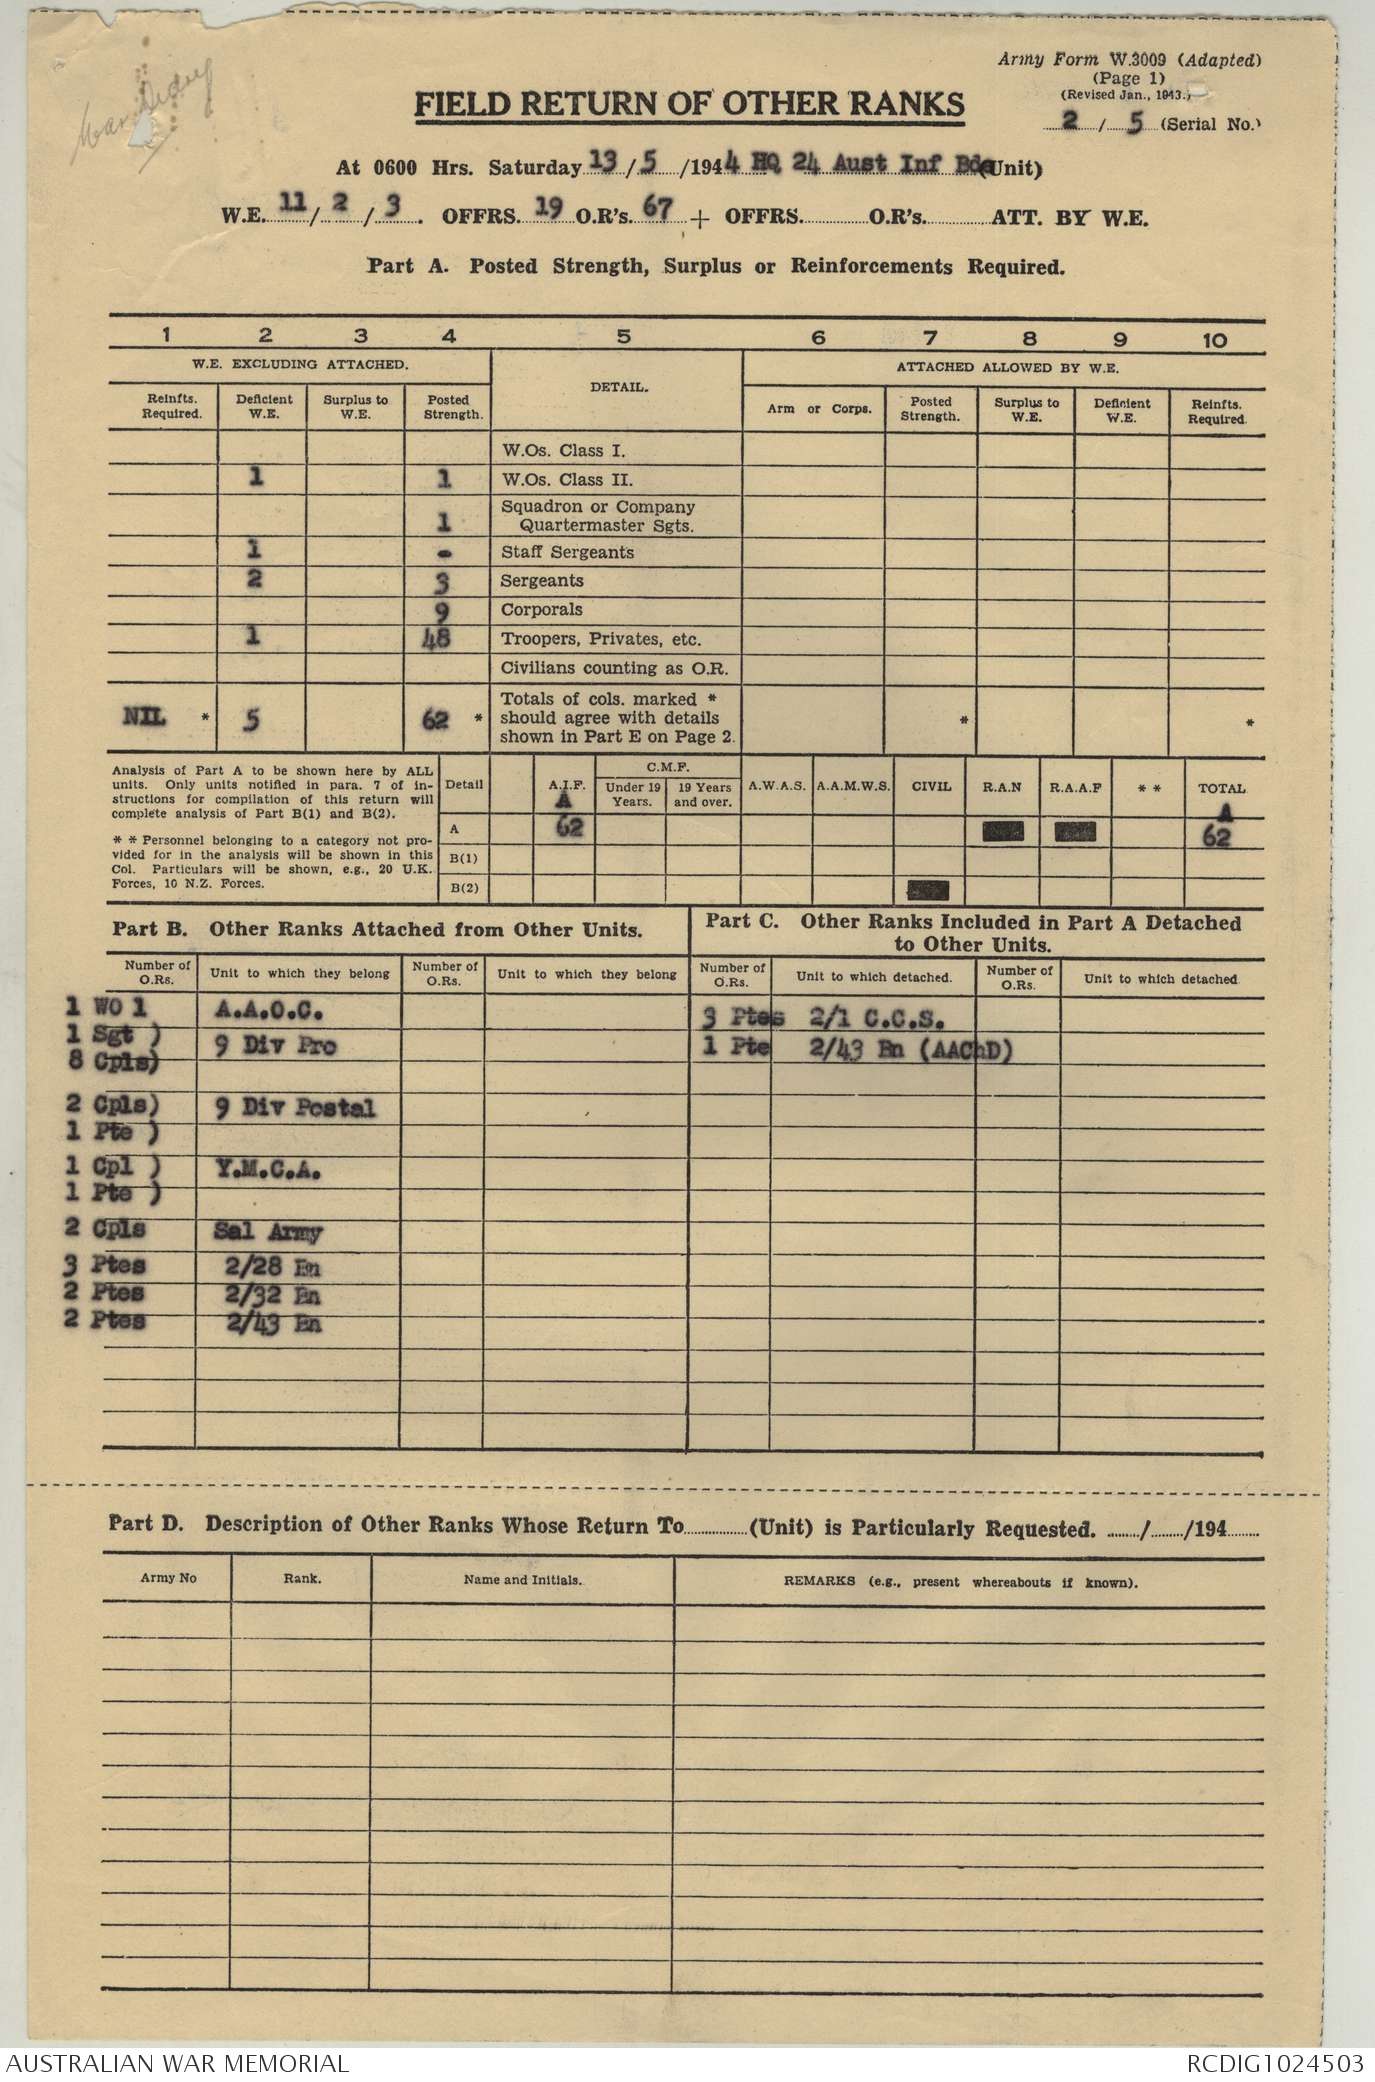 War Diary
Army Form W.3009 (Adapted)
(Page 1)
(Revised Jan., 1943.)
2 / 5 (Serial No.)
FIELD RETURN OF OTHER RANKS
At 0600 Hrs. Saturday 13 / 5 /1944 HQ 24 Aust Inf Bde (Unit)
W.E. 11 / 2 / 3 . OFFRS. 19 O.R's. 67 + OFFRS. O.R's. ATT. BY W.E.
Part A. Posted Strength, Surplus or Reinforcements Required.
1 2 3 4 5 6 7 8 9 10
W.E. EXCLUDING ATTACHED. DETAIL. ATTACHED ALLOWED BY W.E.
Reinfts. Required. Deficient W.E. Surplus to W.E. Posted Strength. Arm or Corps. Posted Strength. Surplus to W.E. Deficient W.E. Reinfts. Required.
W.Os. Class I.
1 1 W.Os. Class II.
1 Squadron or Company Quartermaster Sgts.
1 - Staff Sergeants
2 3 Sergeants
9 Corporals
1 48 Troopers, Privates, etc.
Civilians counting as O.R.
NIL * 5 62 * Totals of cols. marked * should agree with details shown in Part E on Page 2. * *
Analysis of Part A to be shown here by ALL
units. Only units notified in para. 7 of in-
structions for compilation of this return will
complete analysis of Part B(1) and B(2).
* * Personnel belonging to a category not pro-
vided for in the analysis will be shown in this
Col. Particulars will be shown, e.g., 20 U.K.
Forces, 10 N.Z. Forces.
Detail A.I.F. C.M.F. Under 19 Years. 19 Years and over. A.W.A.S. A.A.M.W.S. CIVIL R.A.N R.A.A.F * * TOTAL
A A
A 62 62
B(1)
B(2)
Part B. Other Ranks Attached from Other Units.
Number of O.Rs. Unit to which they belong Number of O.Rs. Unit to which they belong
1 WO 1 A.A.O.C.
1 Sgt )
8 Cpls) 9 Div Pro
2 Cpls) 9 Div Postal
1 Pte )
1 Cpl ) Y.M.C.A.
1 Pte )
2 Cpls Sal Army
3 Ptes 2/28 Bn
2 Ptes 2/32 Bn
2 Ptes 2/43 Bn
Part C. Other Ranks Included in Part A Detached
to Other Units.
Number of O.Rs. Unit to which detached. Number of O.Rs. Unit to which detached
3 Ptes 2/1 C.C.S.
1 Pte 2/43 Bn (AAChD)
Part D. Description of Other Ranks Whose Return To (Unit) is Particularly Requested. / /194
Army No Rank. Name and Initials. REMARKS (e.g., present whereabouts if known).
AUSTRALIAN WAR MEMORIAL
RCDIG1024503